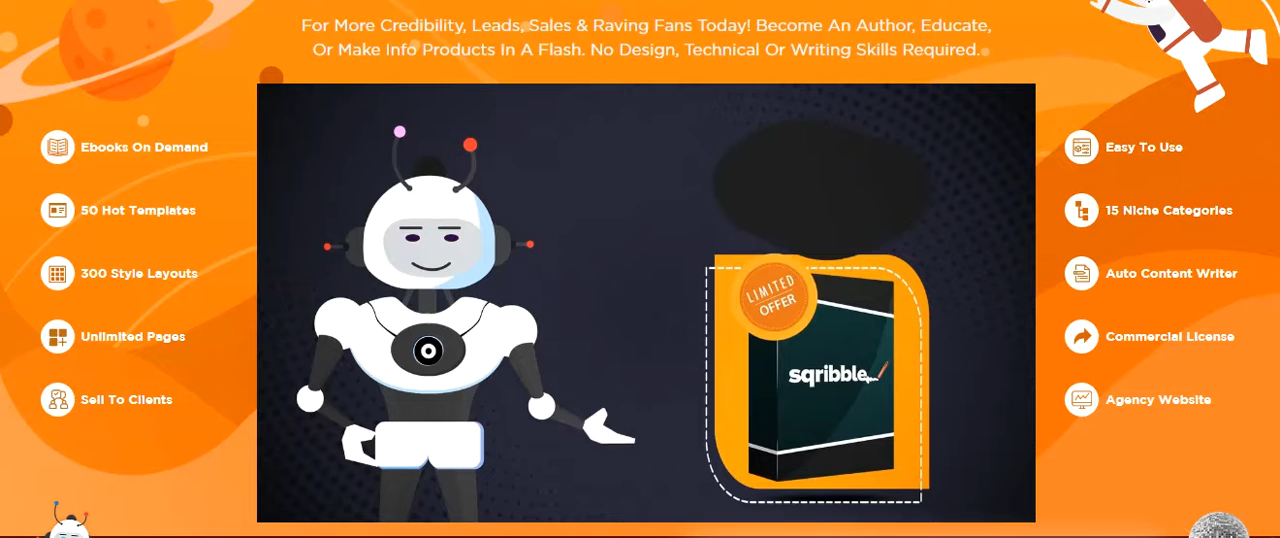 For More Credibility, Leads, Sales & Raving Fans Today! Become An Author, Educate,
Or Make Info Products In A Flash. No Design, Technical Or Writing Skills Required.
Ebooks On Demand
50 Hot Templates
300 Style Layouts
Unlimited Pages
Sell To Clients
LIMITED
OFFER
sqribble
Easy To Use
15 Niche Categories
Auto Content Writer
Commercial License
Agency Website